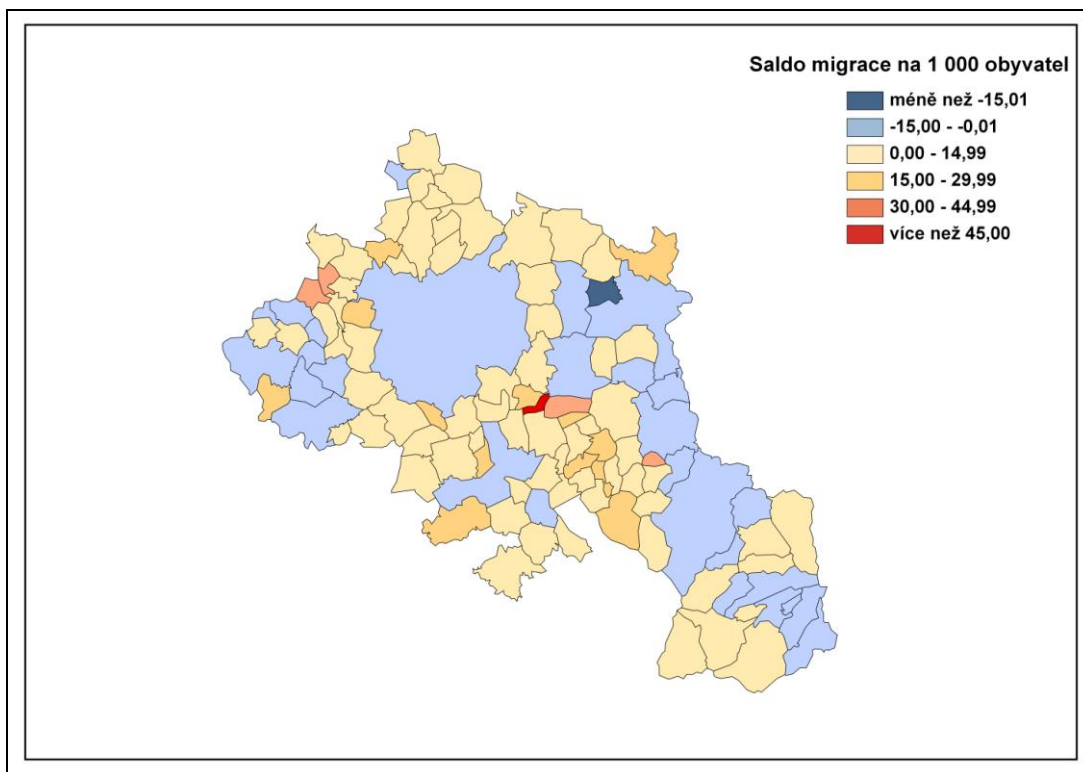 Saldo migrace na 1 000 obyvatel
méně než -15,01
-15,00 - -0,01
0,00 - 14,99
15,00 - 29,99
30,00 - 44,99
více než 45,00